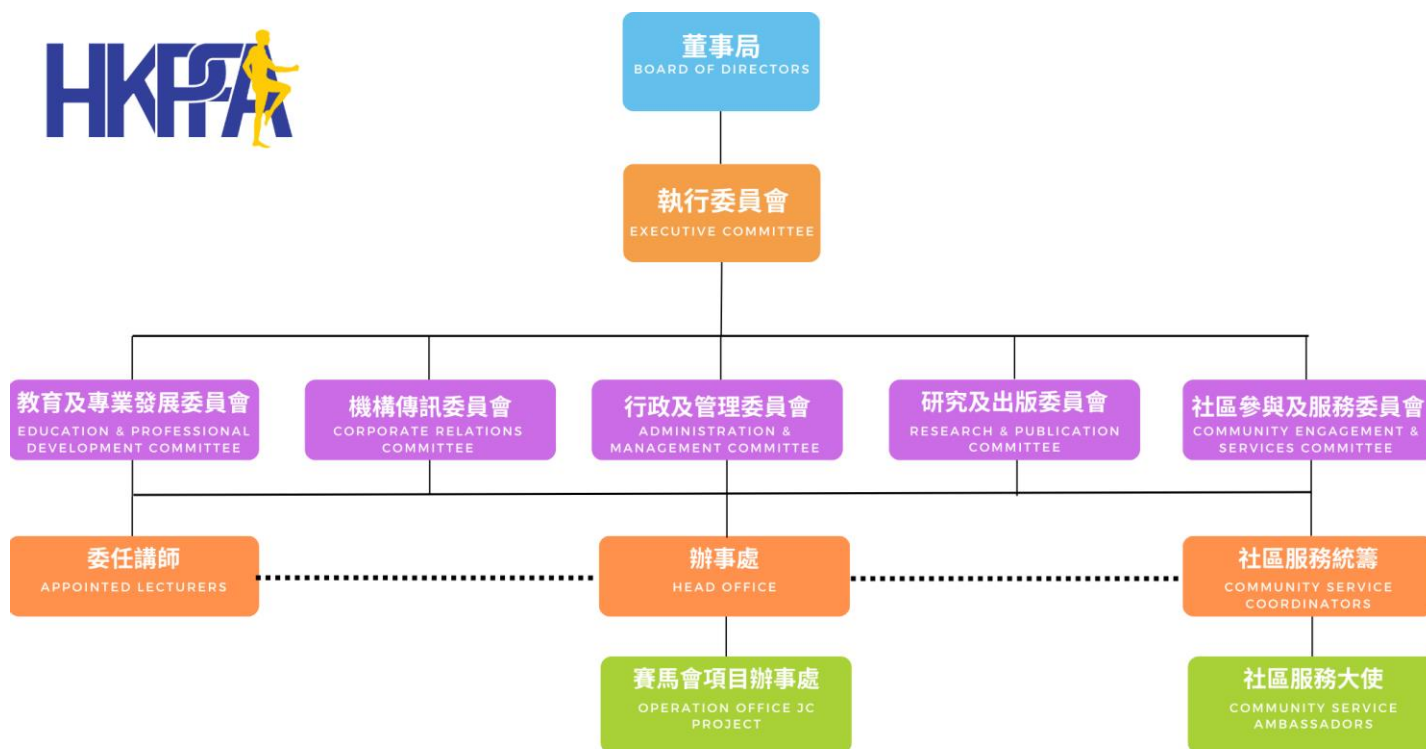 HKPFA
董事局
BOARD OF DIRECTORS
執行委員會
EXECUTIVE COMMITTEE
教育及專業發展委員會
EDUCATION & PROFESSIONAL
DEVELOPMENT COMMITTEE
機構傳訊委員會
CORPORATE RELATIONS
COMMITTEE
行政及管理委員會
ADMINISTRATION &
MANAGEMENT COMMITTEE
研究及出版委員會
RESEARCH & PUBLICATION
COMMITTEE
社區參與及服務委員會
COMMUNITY ENGAGEMENT &
SERVICES COMMITTEE
委任講師
APPOINTED LECTURERS
辦事處
HEAD OFFICE
社區服務統籌
COMMUNITY SERVICE
COORDINATORS
賽馬會項目辦事處
OPERATION OFFICE JC
PROJECT
社區服務大使
COMMUNITY SERVICE
AMBASSADORS